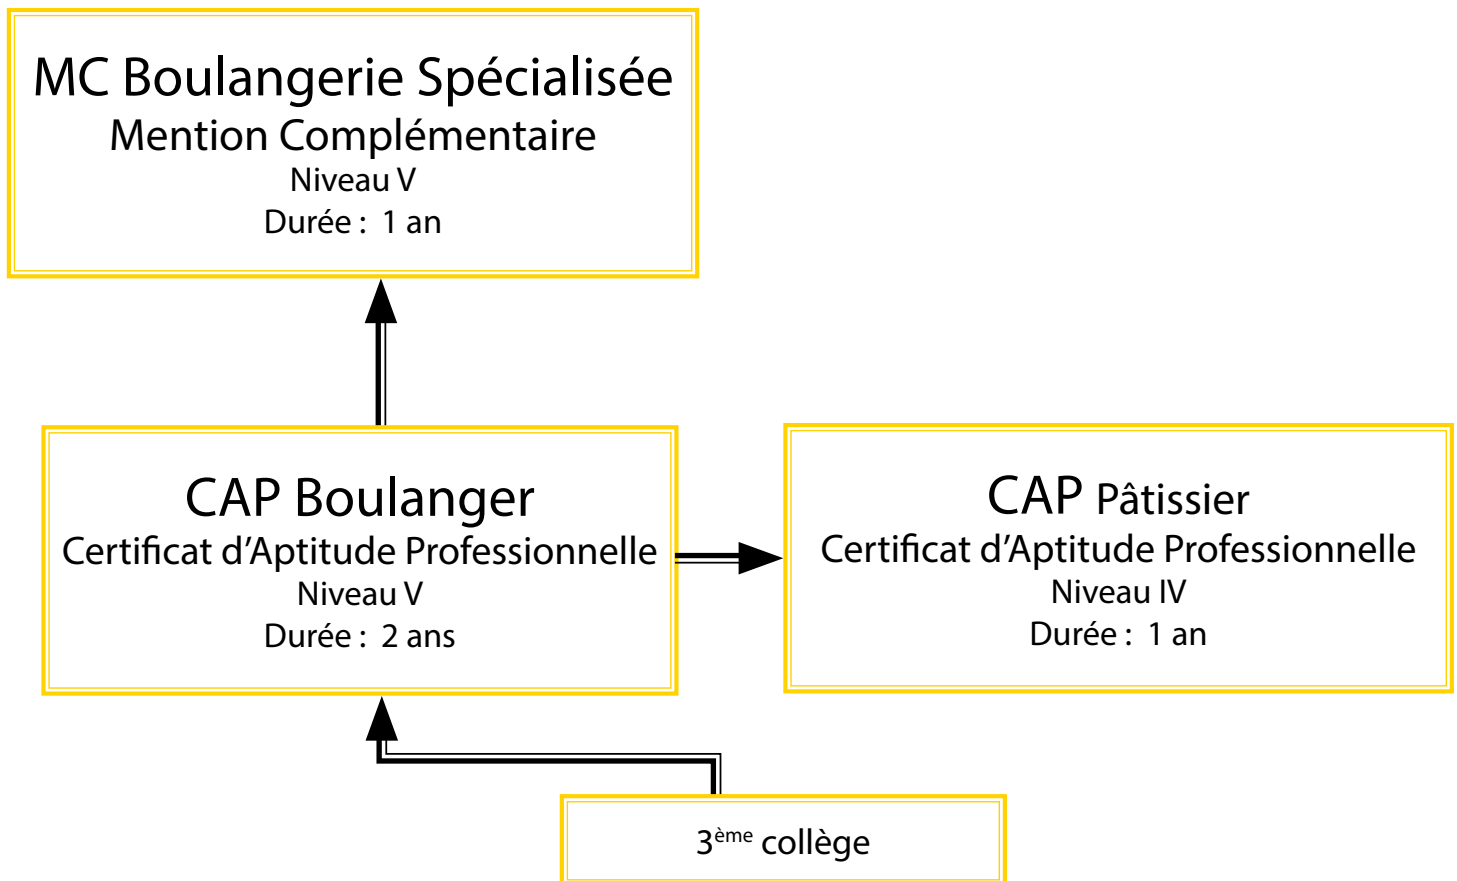 MC Boulangerie Spécialisée
Mention Complémentaire
Niveau V
Durée :  1 an
CAP Boulanger
Certificat d’Aptitude Professionnelle
Niveau V
Durée :  2 ans
CAP Pâtissier
Certificat d’Aptitude Professionnelle
Niveau IV
Durée :  1 an
3ème collège